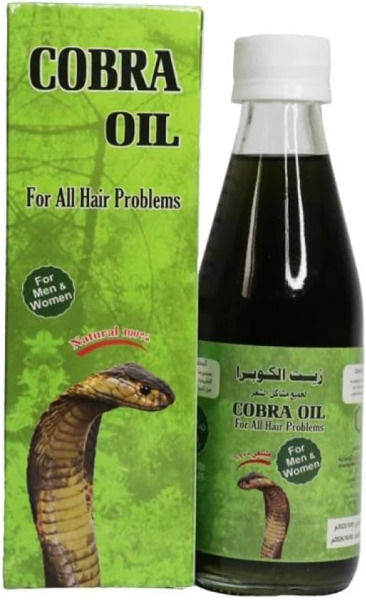 COBRA
OIL
For All Hair Problems
For
Men &
Women
Natural 100%
زيت الكوبرا
لجميع مشاكل الشعر
COBRA OIL
For All Hair Problems
For
Men &
Women